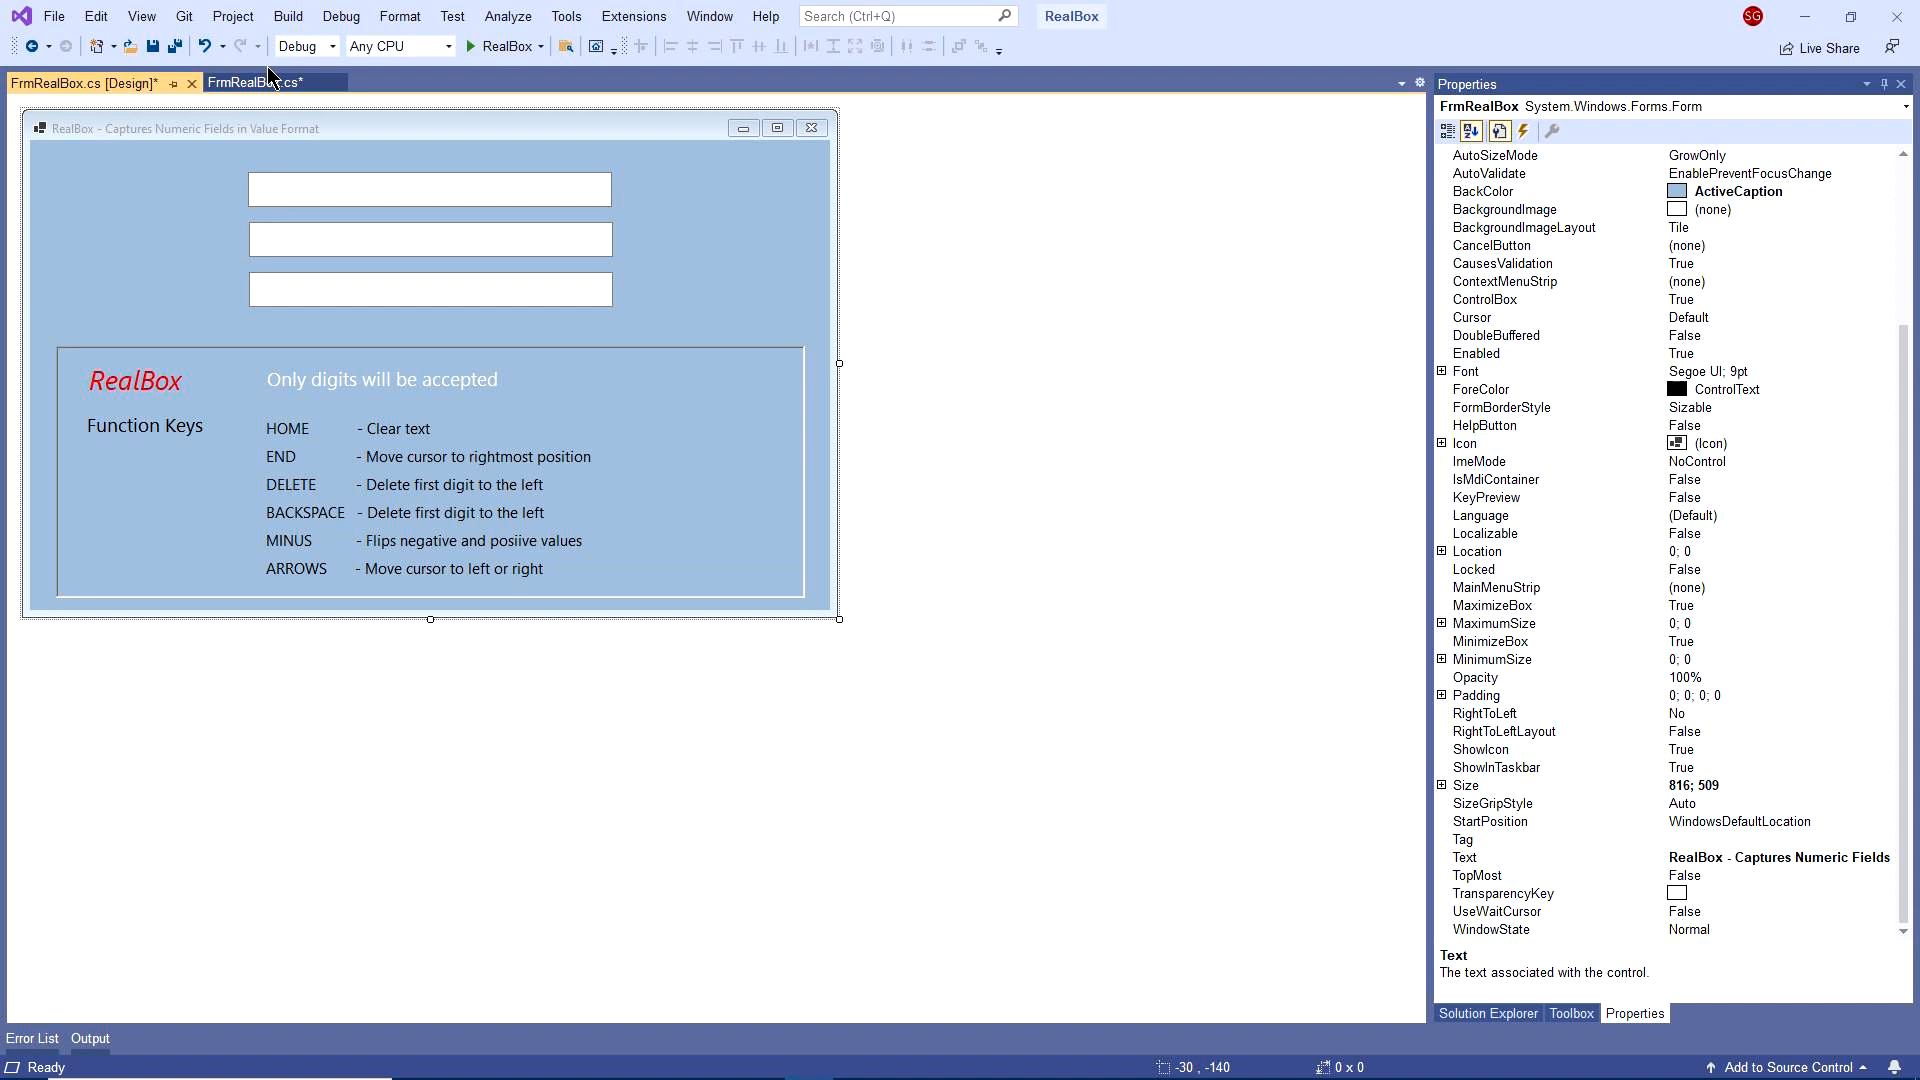 File Edit View Git Project Build Debug Format Test Analyze Tools Extensions Window Help Search (Ctrl+Q) RealBox SG
Debug Any CPU RealBox Live Share
FrmRealBox.cs [Design]* FrmRealBox.cs*
RealBox - Captures Numeric Fields in Value Format
RealBox Only digits will be accepted
Function Keys
HOME - Clear text
END - Move cursor to rightmost position
DELETE - Delete first digit to the left
BACKSPACE - Delete first digit to the left
MINUS - Flips negative and posiive values
ARROWS - Move cursor to left or right
Properties
FrmRealBox System.Windows.Forms.Form
AutoSizeMode GrowOnly
AutoValidate EnablePreventFocusChange
BackColor ActiveCaption
BackgroundImage (none)
BackgroundImageLayout Tile
CancelButton (none)
CausesValidation True
ContextMenuStrip (none)
ControlBox True
Cursor Default
DoubleBuffered False
Enabled True
Font Segoe UI; 9pt
ForeColor ControlText
FormBorderStyle Sizable
HelpButton False
Icon (Icon)
ImeMode NoControl
IsMdiContainer False
KeyPreview False
Language (Default)
Localizable False
Location 0; 0
Locked False
MainMenuStrip (none)
MaximizeBox True
MaximumSize 0; 0
MinimizeBox True
MinimumSize 0; 0
Opacity 100%
Padding 0; 0; 0; 0
RightToLeft No
RightToLeftLayout False
ShowIcon True
ShowInTaskbar True
Size 816; 509
SizeGripStyle Auto
StartPosition WindowsDefaultLocation
Tag
Text RealBox - Captures Numeric Fields
TopMost False
TransparencyKey
UseWaitCursor False
WindowState Normal
Text
The text associated with the control.
Solution Explorer Toolbox Properties
Error List Output
Ready -30 , -140 0 x 0 Add to Source Control